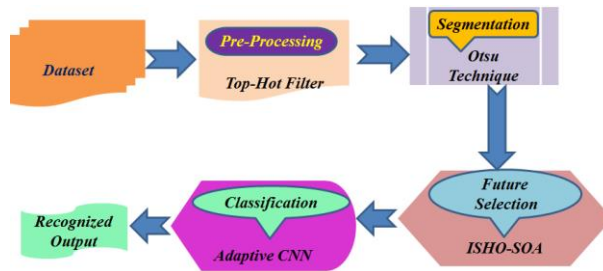 Dataset
Pre-Processing
Top-Hot Filter
Segmentation
Otsu
Technique
Future
Selection
ISHO-SOA
Classification
Adaptive CNN
Recognized
Output